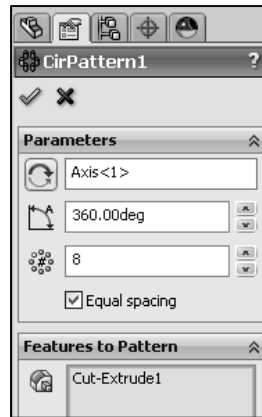 CirPattern1 ?
Parameters
Axis<1>
360.00deg
8
Equal spacing
Features to Pattern
Cut-Extrude1